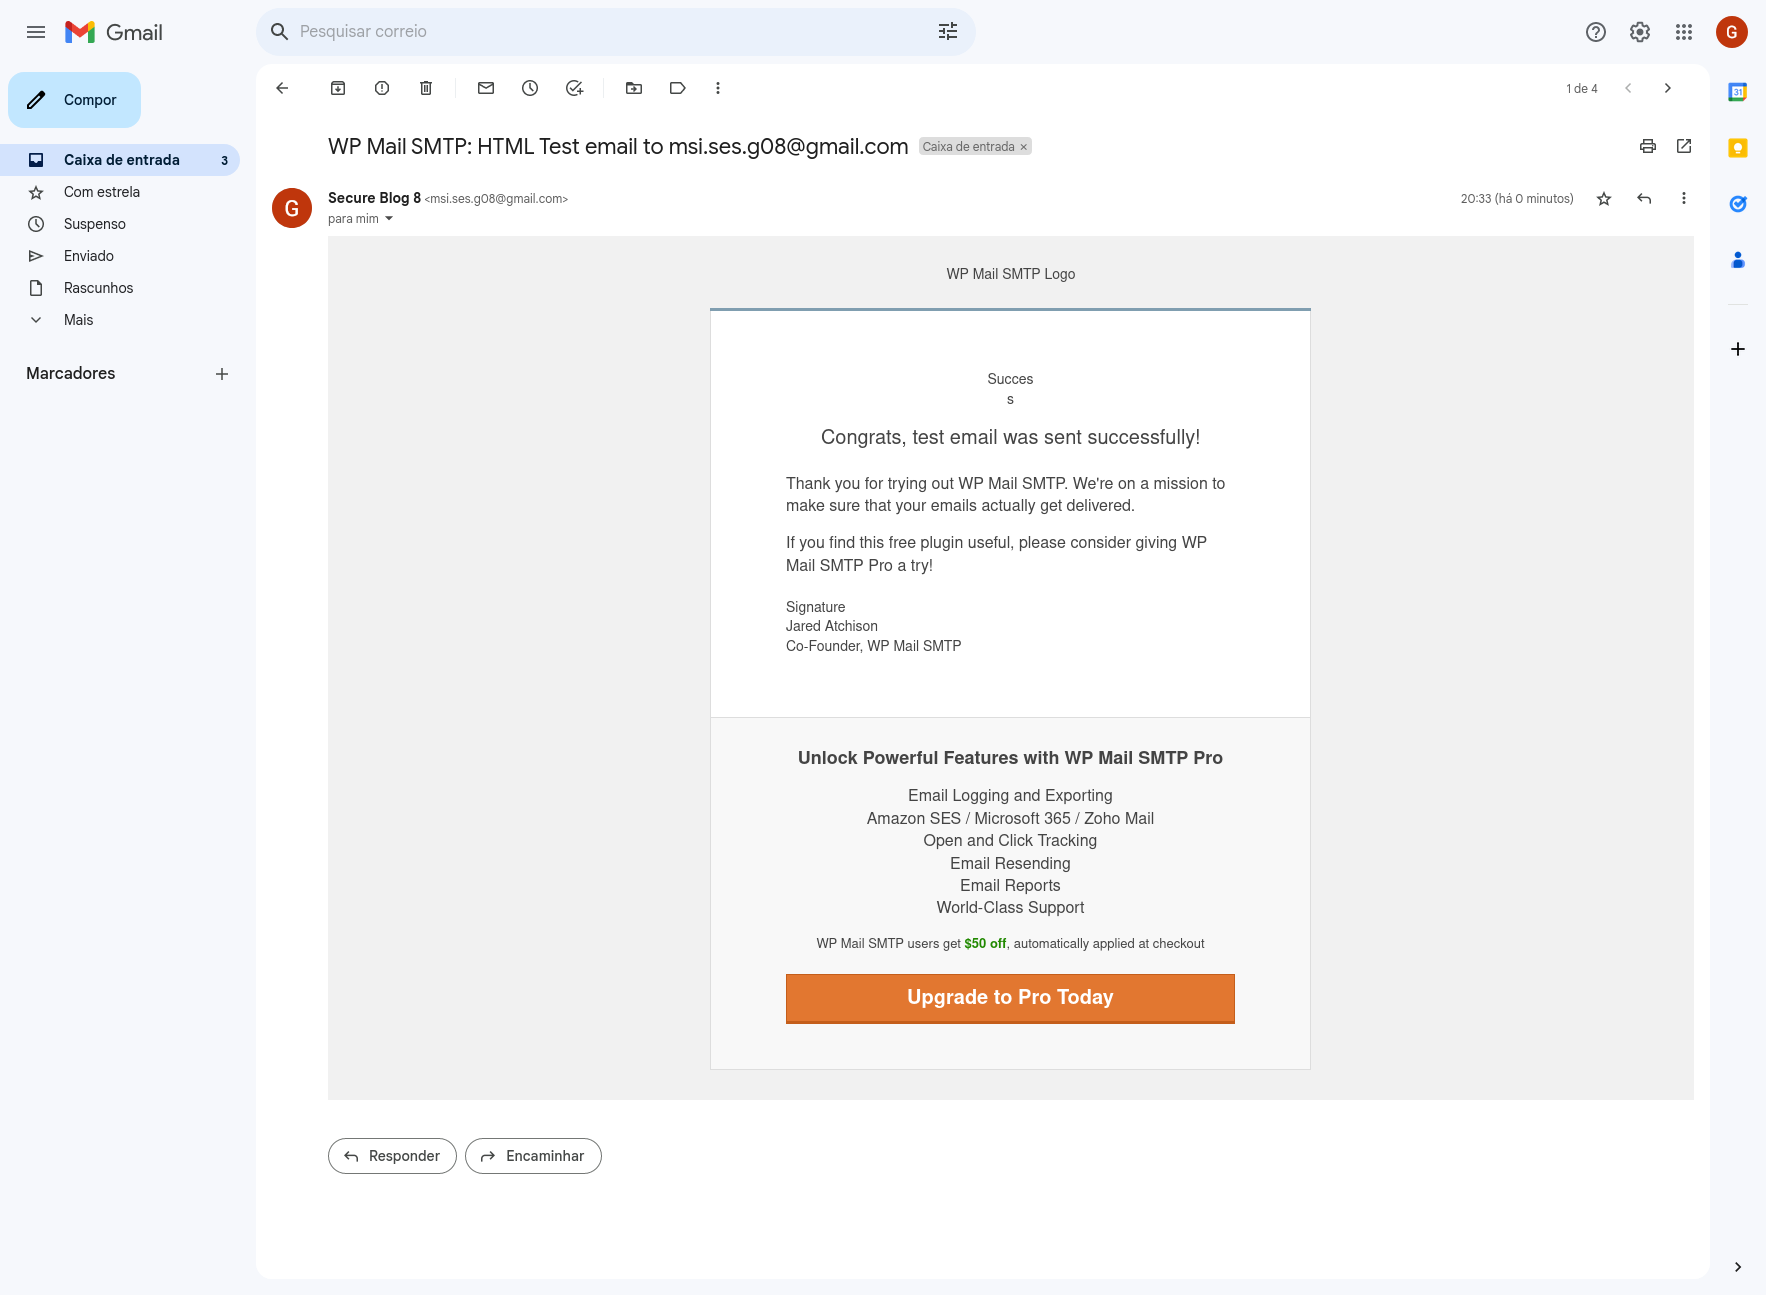 Gmail
Pesquisar correio
G
Compor
1 de 4
31
Caixa de entrada 3
Com estrela
Suspenso
Enviado
Rascunhos
Mais
Marcadores
WP Mail SMTP: HTML Test email to msi.ses.g08@gmail.com Caixa de entrada ×
G
Secure Blog 8 <msi.ses.g08@gmail.com>
20:33 (há 0 minutos)
para mim
WP Mail SMTP Logo
Succes
s
Congrats, test email was sent successfully!
Thank you for trying out WP Mail SMTP. We're on a mission to
make sure that your emails actually get delivered.
If you find this free plugin useful, please consider giving WP
Mail SMTP Pro a try!
Signature
Jared Atchison
Co-Founder, WP Mail SMTP
Unlock Powerful Features with WP Mail SMTP Pro
Email Logging and Exporting
Amazon SES / Microsoft 365 / Zoho Mail
Open and Click Tracking
Email Resending
Email Reports
World-Class Support
WP Mail SMTP users get $50 off, automatically applied at checkout
Upgrade to Pro Today
Responder
Encaminhar